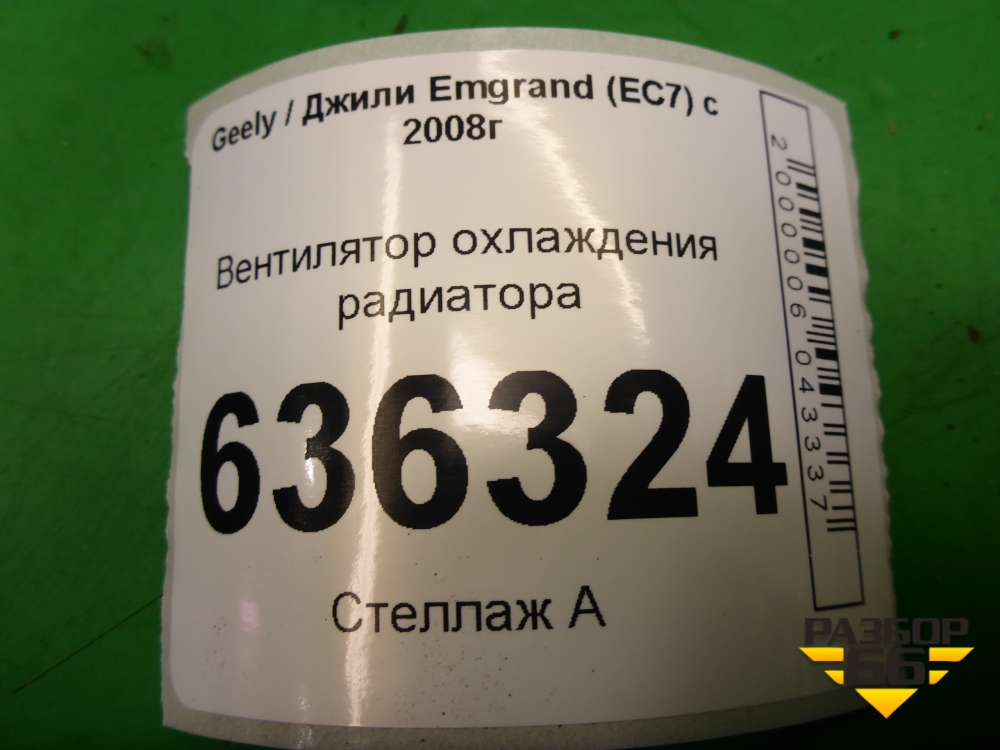 Geely / Джили Emgrand (EC7) с
2008г
Вентилятор охлаждения
радиатора
636324
Стеллаж А
2000006043337
РАЗБОР
66